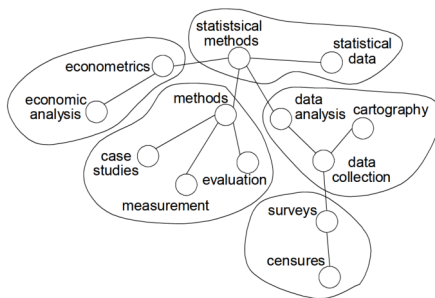 statistsical
methods
statistical
data
econometrics
economic
analysis
methods
data
analysis
cartography
case
studies
evaluation
data
collection
measurement
surveys
censures